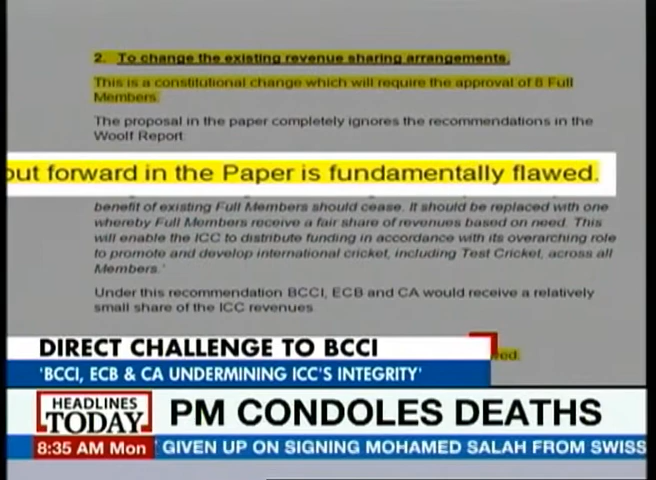 2. To change the existing revenue sharing arrangements.
This is a constitutional change which will require the approval of 8 Full
Members.
The proposal in the paper completely ignores the recommendations in the
Woolf Report
put forward in the Paper is fundamentally flawed.
benefit of existing Full Members should cease. It should be replaced with one
whereby Full Members receive a fair share of revenues based on need. This
will enable the ICC to distribute funding in accordance with its overarching role
to promote and develop international cricket, including Test Cricket, across all
Members.'
Under this recommendation BCCI, ECB and CA would receive a relatively
small share of the ICC revenues
DIRECT CHALLENGE TO BCCI
'BCCI, ECB & CA UNDERMINING ICC'S INTEGRITY'
HEADLINES
TODAY
PM CONDOLES DEATHS
8:35 AM Mon
GIVEN UP ON SIGNING MOHAMED SALAH FROM SWISS